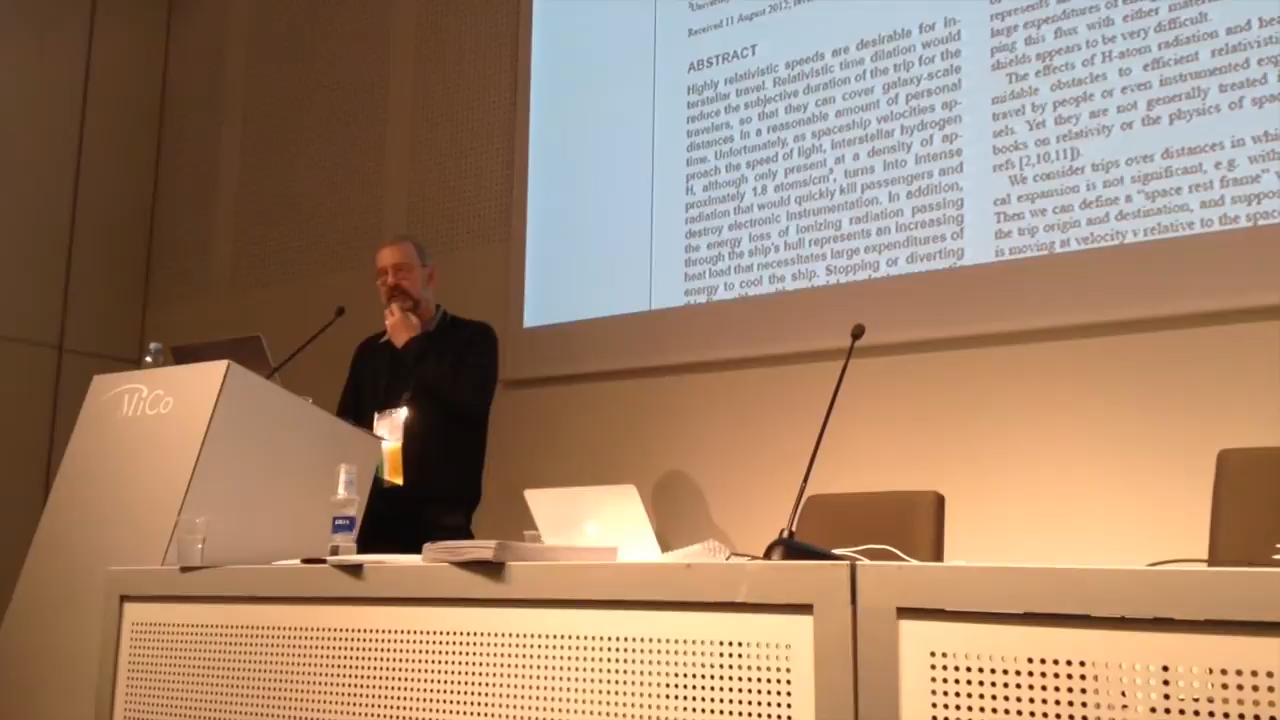 MiCo
Received 11 August 2012,
ABSTRACT
Highly relativistic speeds are desirable for in-
terstellar travel. Relativistic time dilation would
reduce the subjective duration of the trip for the
travelers, so that they can cover galaxy-scale
distances in a reasonable amount of personal
time. Unfortunately, as spaceship velocities ap-
proach the speed of light, interstellar hydrogen
H, although only present at a density of ap-
proximately 1.8 atoms/cm³, turns into intense
radiation that would quickly kill passengers and
destroy electronic instrumentation. In addition,
the energy loss of ionizing radiation passing
through the ship's hull represents an increasing
heat load that necessitates large expenditures of
energy to cool the ship. Stopping or diverting
represents
large expenditures of
ping this flux with either
shields appears to be very difficult.
The effects of H-atom radiation and
midable obstacles to efficient
travel by people or even instrumented
sels. Yet they are not generally treated
books on relativity or the physics of
refs [2,10,11]).
We consider trips over distances in
cal expansion is not significant, e.g.
Then we can define a "space rest frame"
the trip origin and destination, and
is moving at velocity v relative to the